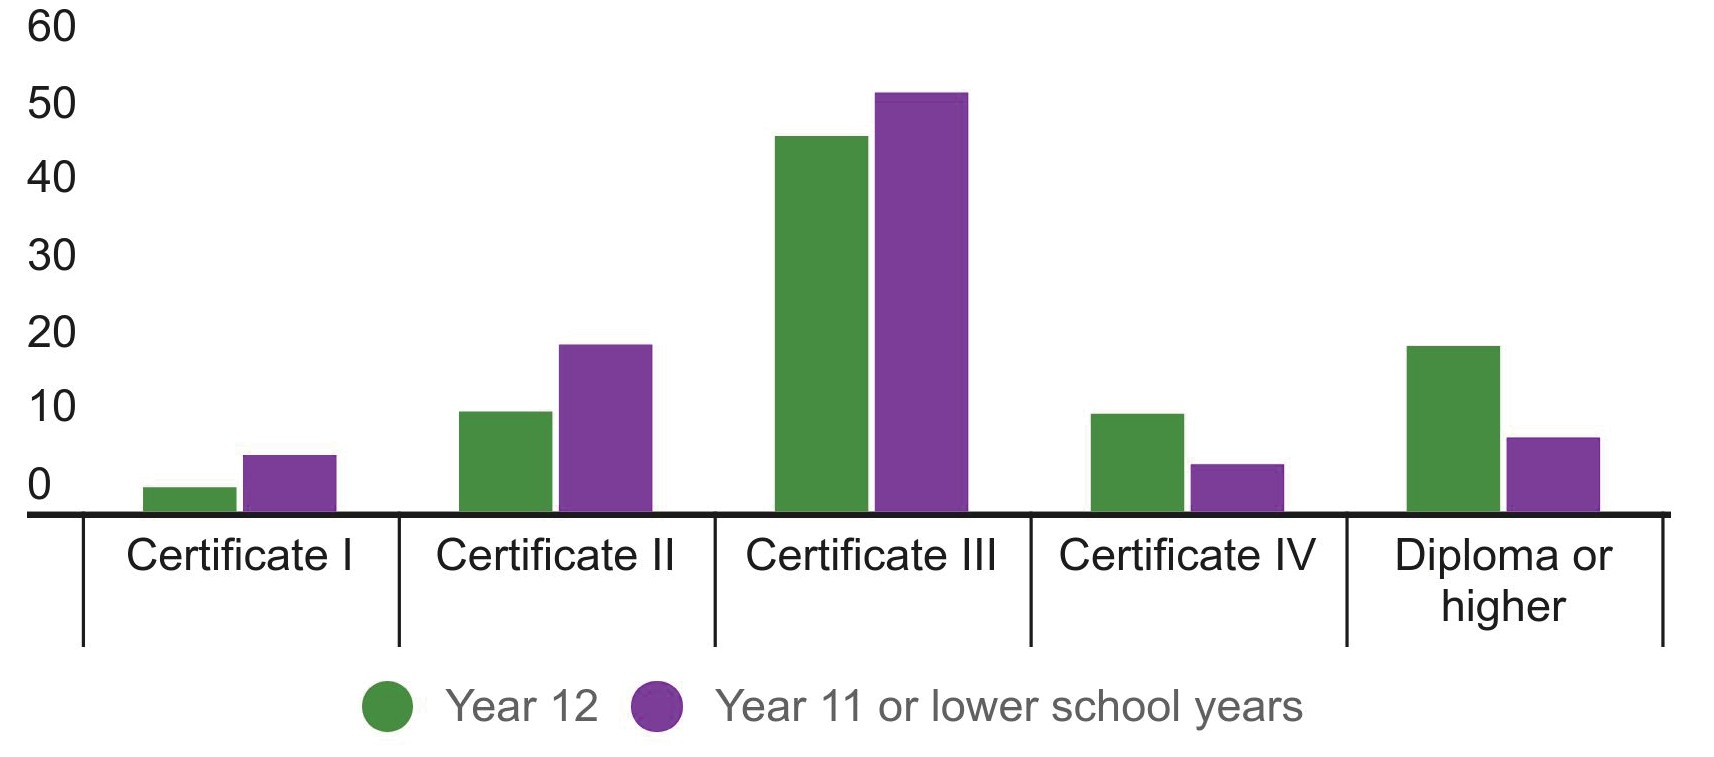 60
50
40
30
20
10
0
Certificate I
Certificate II
Certificate III
Certificate IV
Diploma or
higher
Year 12
Year 11 or lower school years